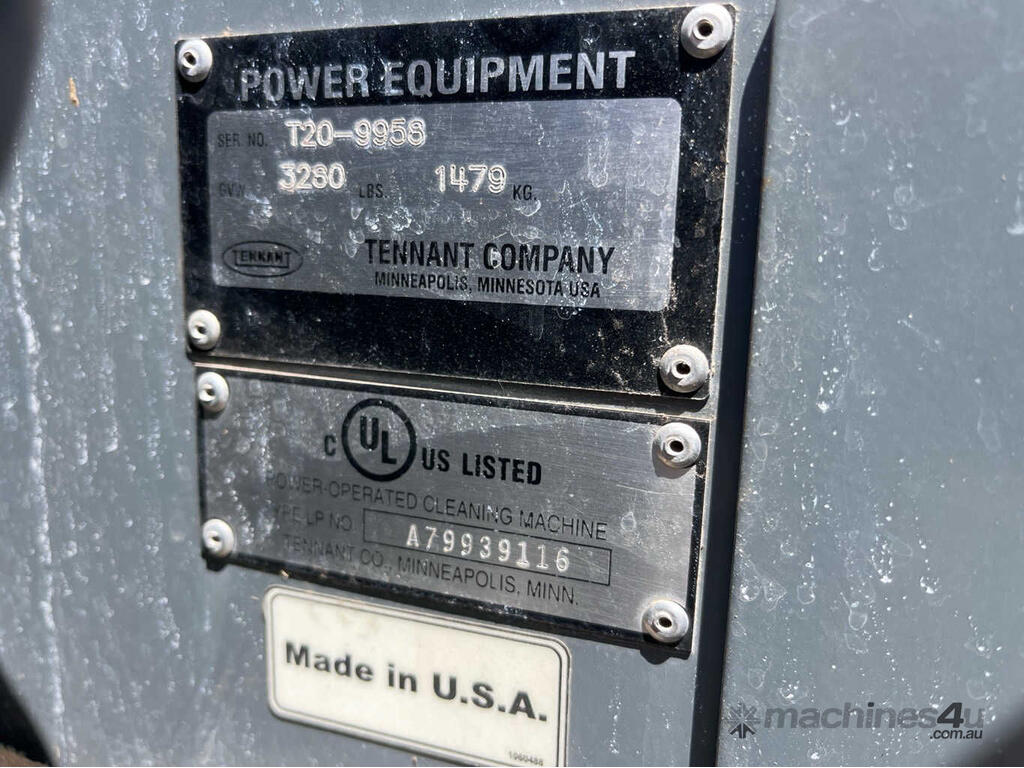 POWER EQUIPMENT
SER. NO. T20-9958
GVW 3260 LBS. 1479 KG.
TENNANT TENNANT COMPANY
MINNEAPOLIS, MINNESOTA USA
C UL US LISTED
POWER-OPERATED CLEANING MACHINE
TYPE LP NO. A79939116
TENNANT CO., MINNEAPOLIS, MINN.
Made in U.S.A.
1060488
machines4u
.com.au